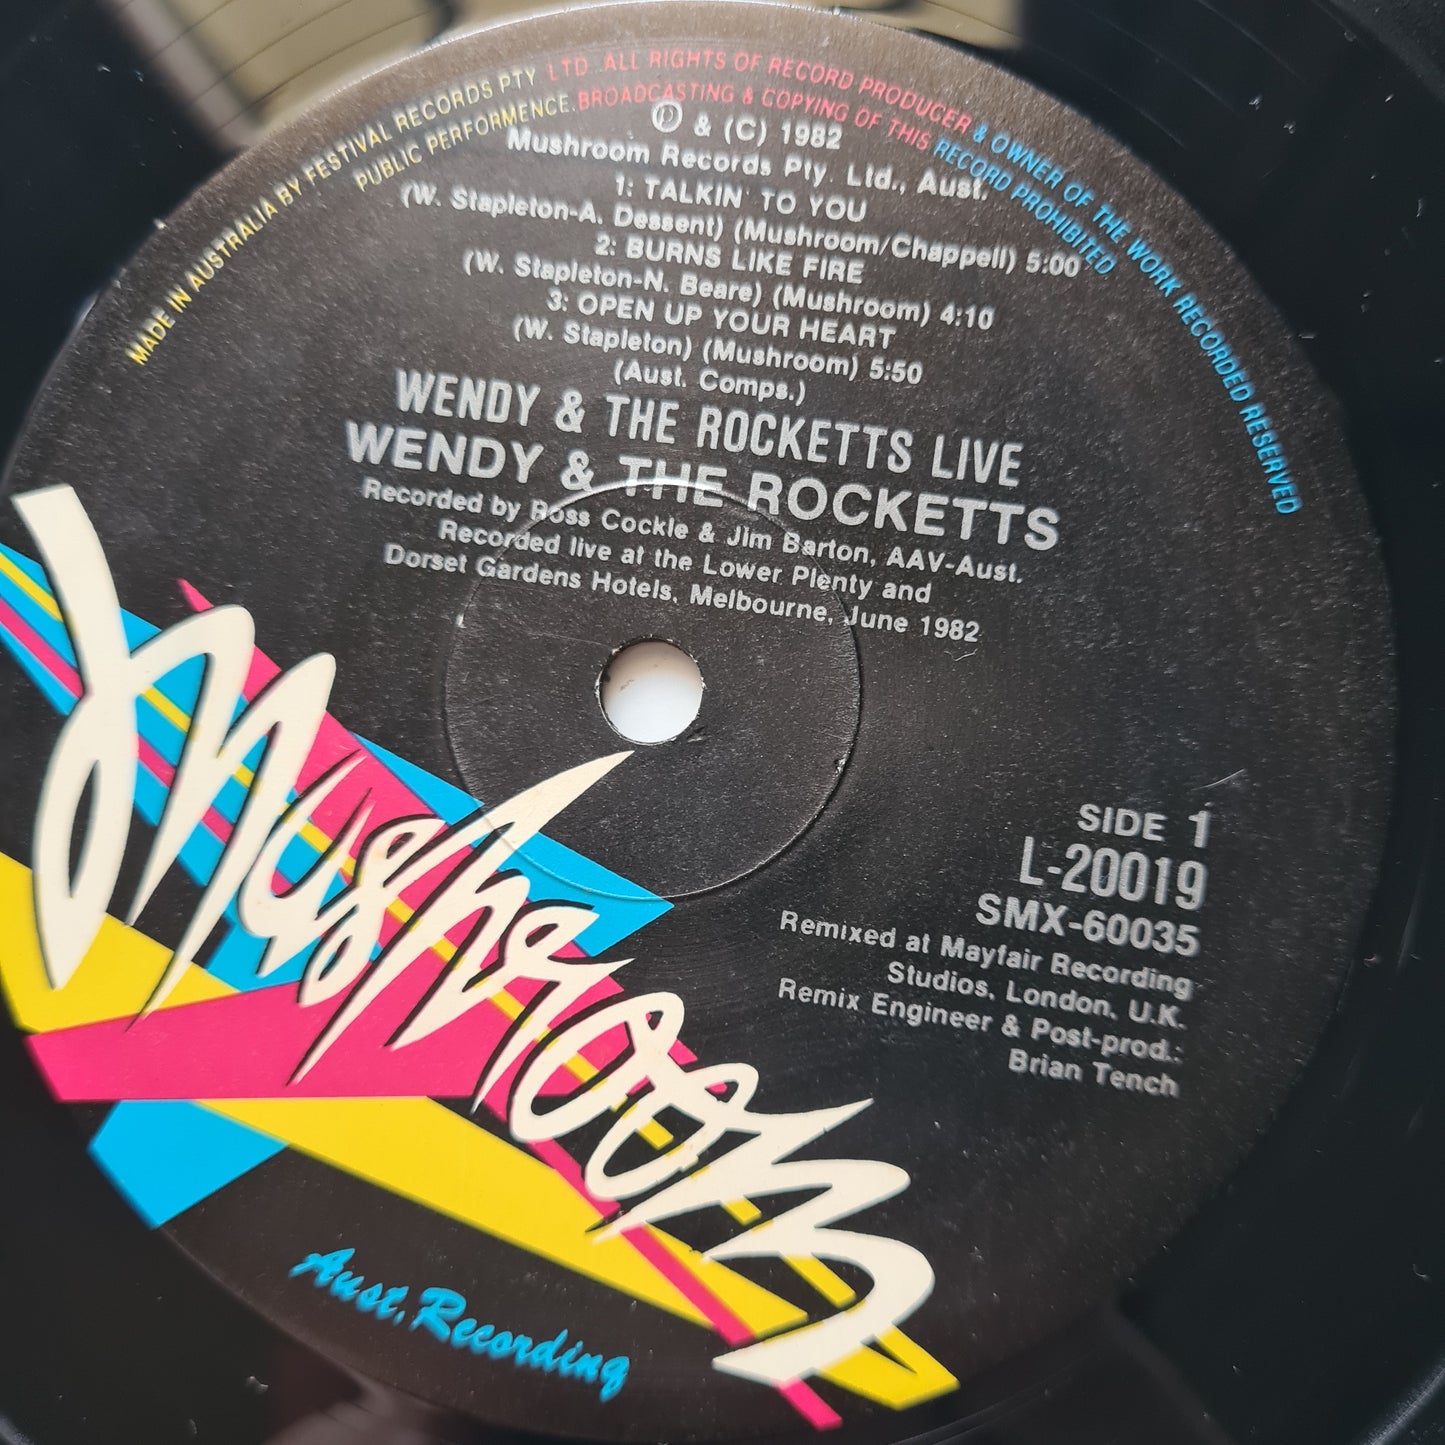 MADE IN AUSTRALIA BY FESTIVAL RECORDS PTY LTD. ALL RIGHTS OF RECORD PRODUCER & OWNER OF THE WORK RECORDED RESERVED
PUBLIC PERFORMENCE. BROADCASTING & COPYING OF THIS RECORD PROHIBITED.
Ⓟ & (C) 1982
Mushroom Records Pty. Ltd., Aust.
1: TALKIN' TO YOU
(W. Stapleton-A. Dessent) (Mushroom/Chappell) 5:00
2: BURNS LIKE FIRE
(W. Stapleton-N. Beare) (Mushroom) 4:10
3: OPEN UP YOUR HEART
(W. Stapleton) (Mushroom) 5:50
(Aust. Comps.)
WENDY & THE ROCKETTS LIVE
WENDY & THE ROCKETTS
Recorded by Ross Cockle & Jim Barton, AAV-Aust.
Recorded live at the Lower Plenty and
Dorset Gardens Hotels, Melbourne, June 1982
SIDE 1
L-20019
SMX-60035
Remixed at Mayfair Recording
Studios, London, U.K.
Remix Engineer & Post-prod.:
Brian Tench
Mushroom
Aust. Recording